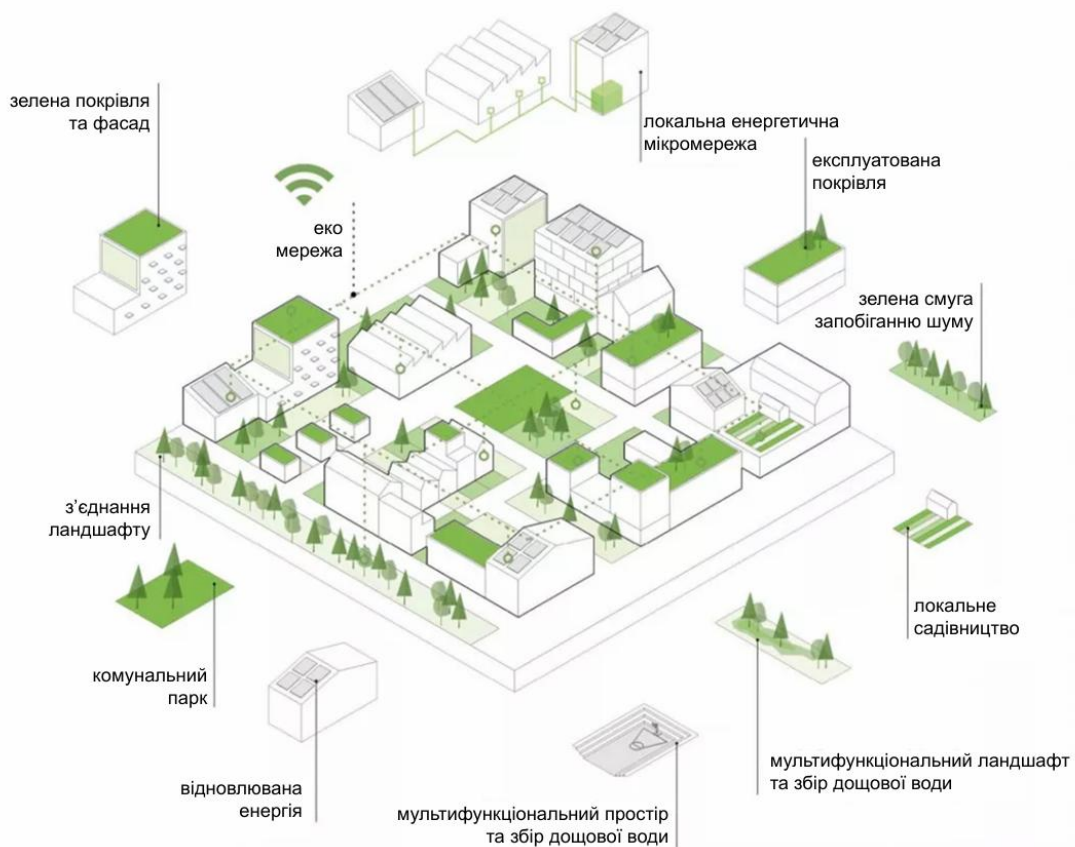 зелена покрівля
та фасад
локальна енергетична
мікромережа
експлуатована
покрівля
еко
мережа
зелена смуга
запобіганню шуму
з’єднання
ландшафту
локальне
садівництво
комунальний
парк
відновлювана
енергія
мультифункціональний простір
та збір дощової води
мультифункціональний ландшафт
та збір дощової води